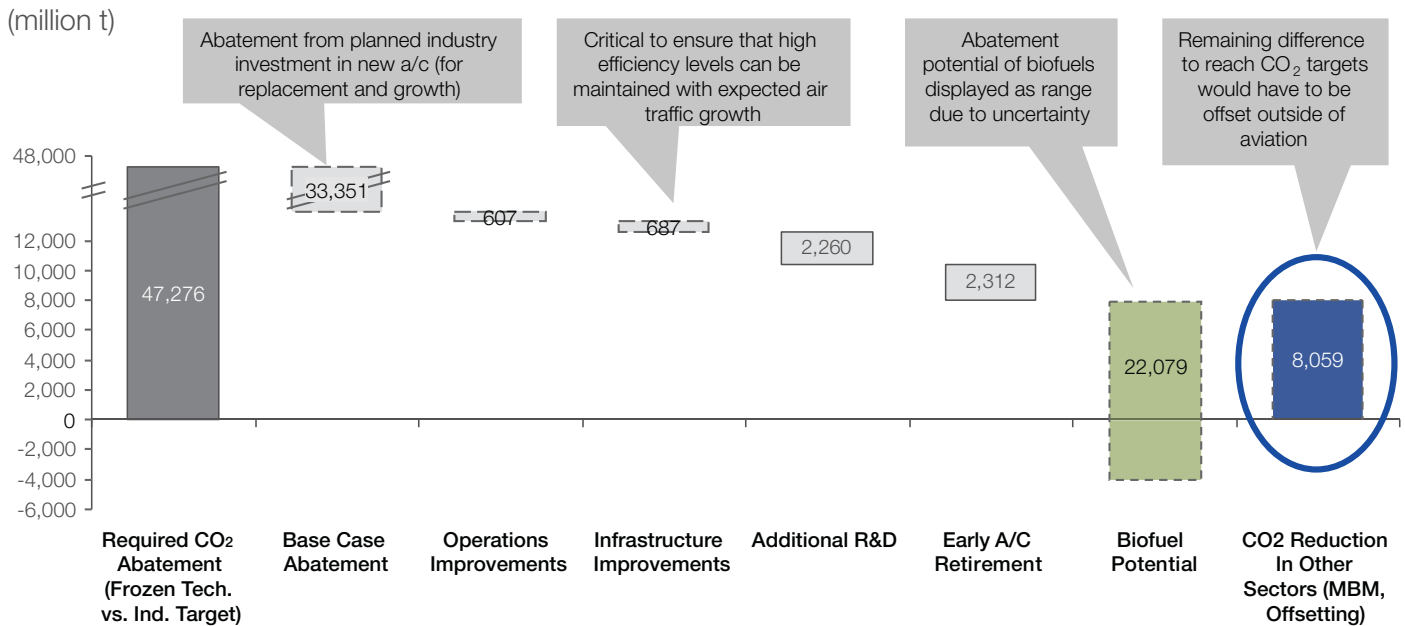 (million t)
Abatement from planned industry
investment in new a/c (for
replacement and growth)
Critical to ensure that high
efficiency levels can be
maintained with expected air
traffic growth
Abatement
potential of biofuels
displayed as range
due to uncertainty
Remaining difference
to reach CO2 targets
would have to be
offset outside of
aviation
48,000
12,000
10,000
8,000
6,000
4,000
2,000
0
-2,000
-4,000
-6,000
47,276
33,351
607
687
2,260
2,312
22,079
8,059
Required CO2
Abatement
(Frozen Tech.
vs. Ind. Target)
Base Case
Abatement
Operations
Improvements
Infrastructure
Improvements
Additional R&D
Early A/C
Retirement
Biofuel
Potential
CO2 Reduction
In Other
Sectors (MBM,
Offsetting)